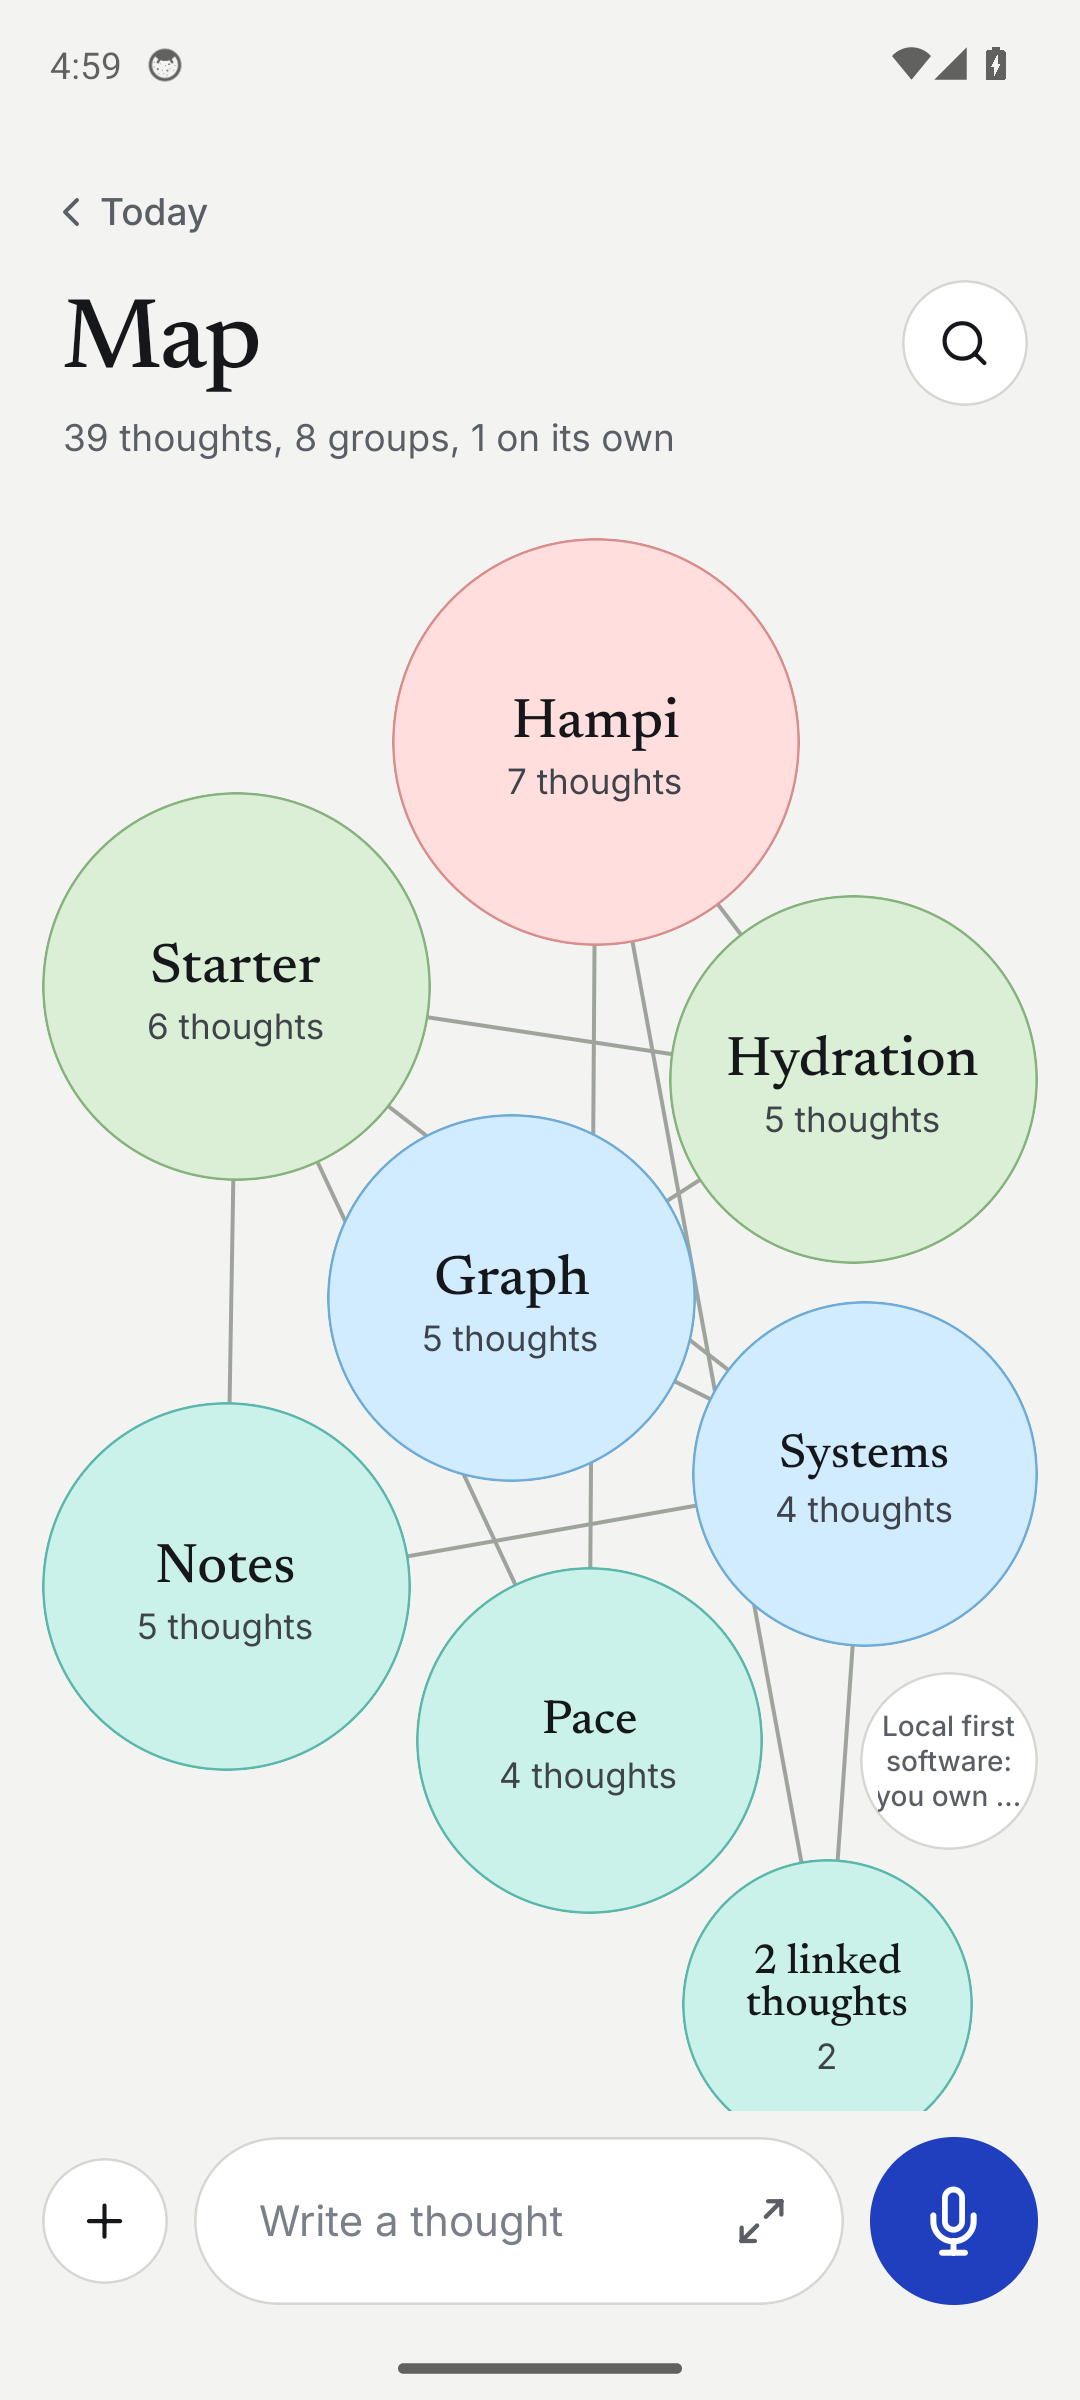 4:59
Today
Map
39 thoughts, 8 groups, 1 on its own
Hampi
7 thoughts
Starter
6 thoughts
Hydration
5 thoughts
Graph
5 thoughts
Systems
4 thoughts
Notes
5 thoughts
Pace
4 thoughts
Local first
software:
you own ...
2 linked
thoughts
2
Write a thought